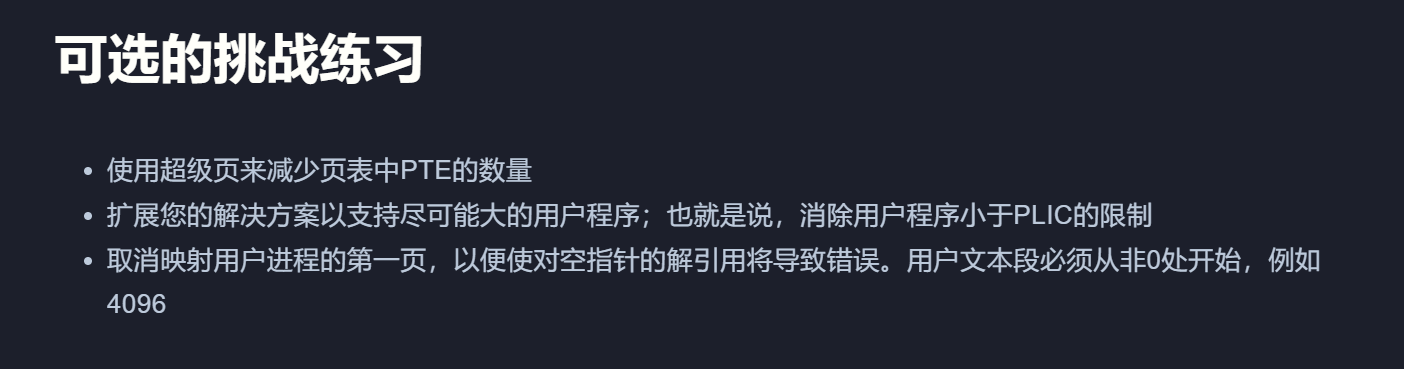 可选的挑战练习
使用超级页来减少页表中PTE的数量
扩展您的解决方案以支持尽可能大的用户程序；也就是说，消除用户程序小于PLIC的限制
取消映射用户进程的第一页，以便使对空指针的解引用将导致错误。用户文本段必须从非0处开始，例如
4096